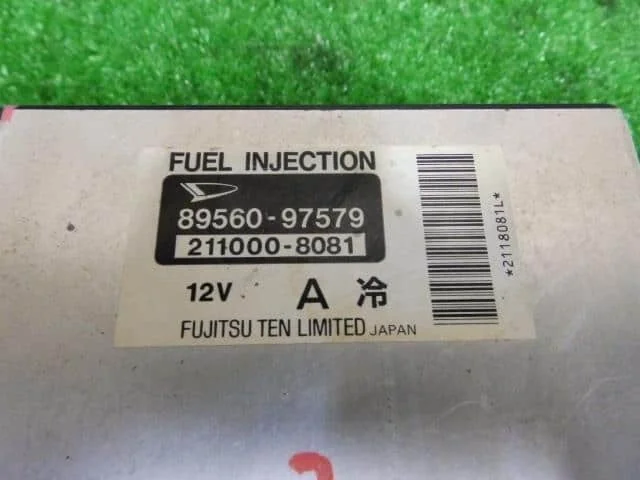 FUEL INJECTION
89560-97579
211000-8081
12V A 冷
FUJITSU TEN LIMITED JAPAN
*2118081L*